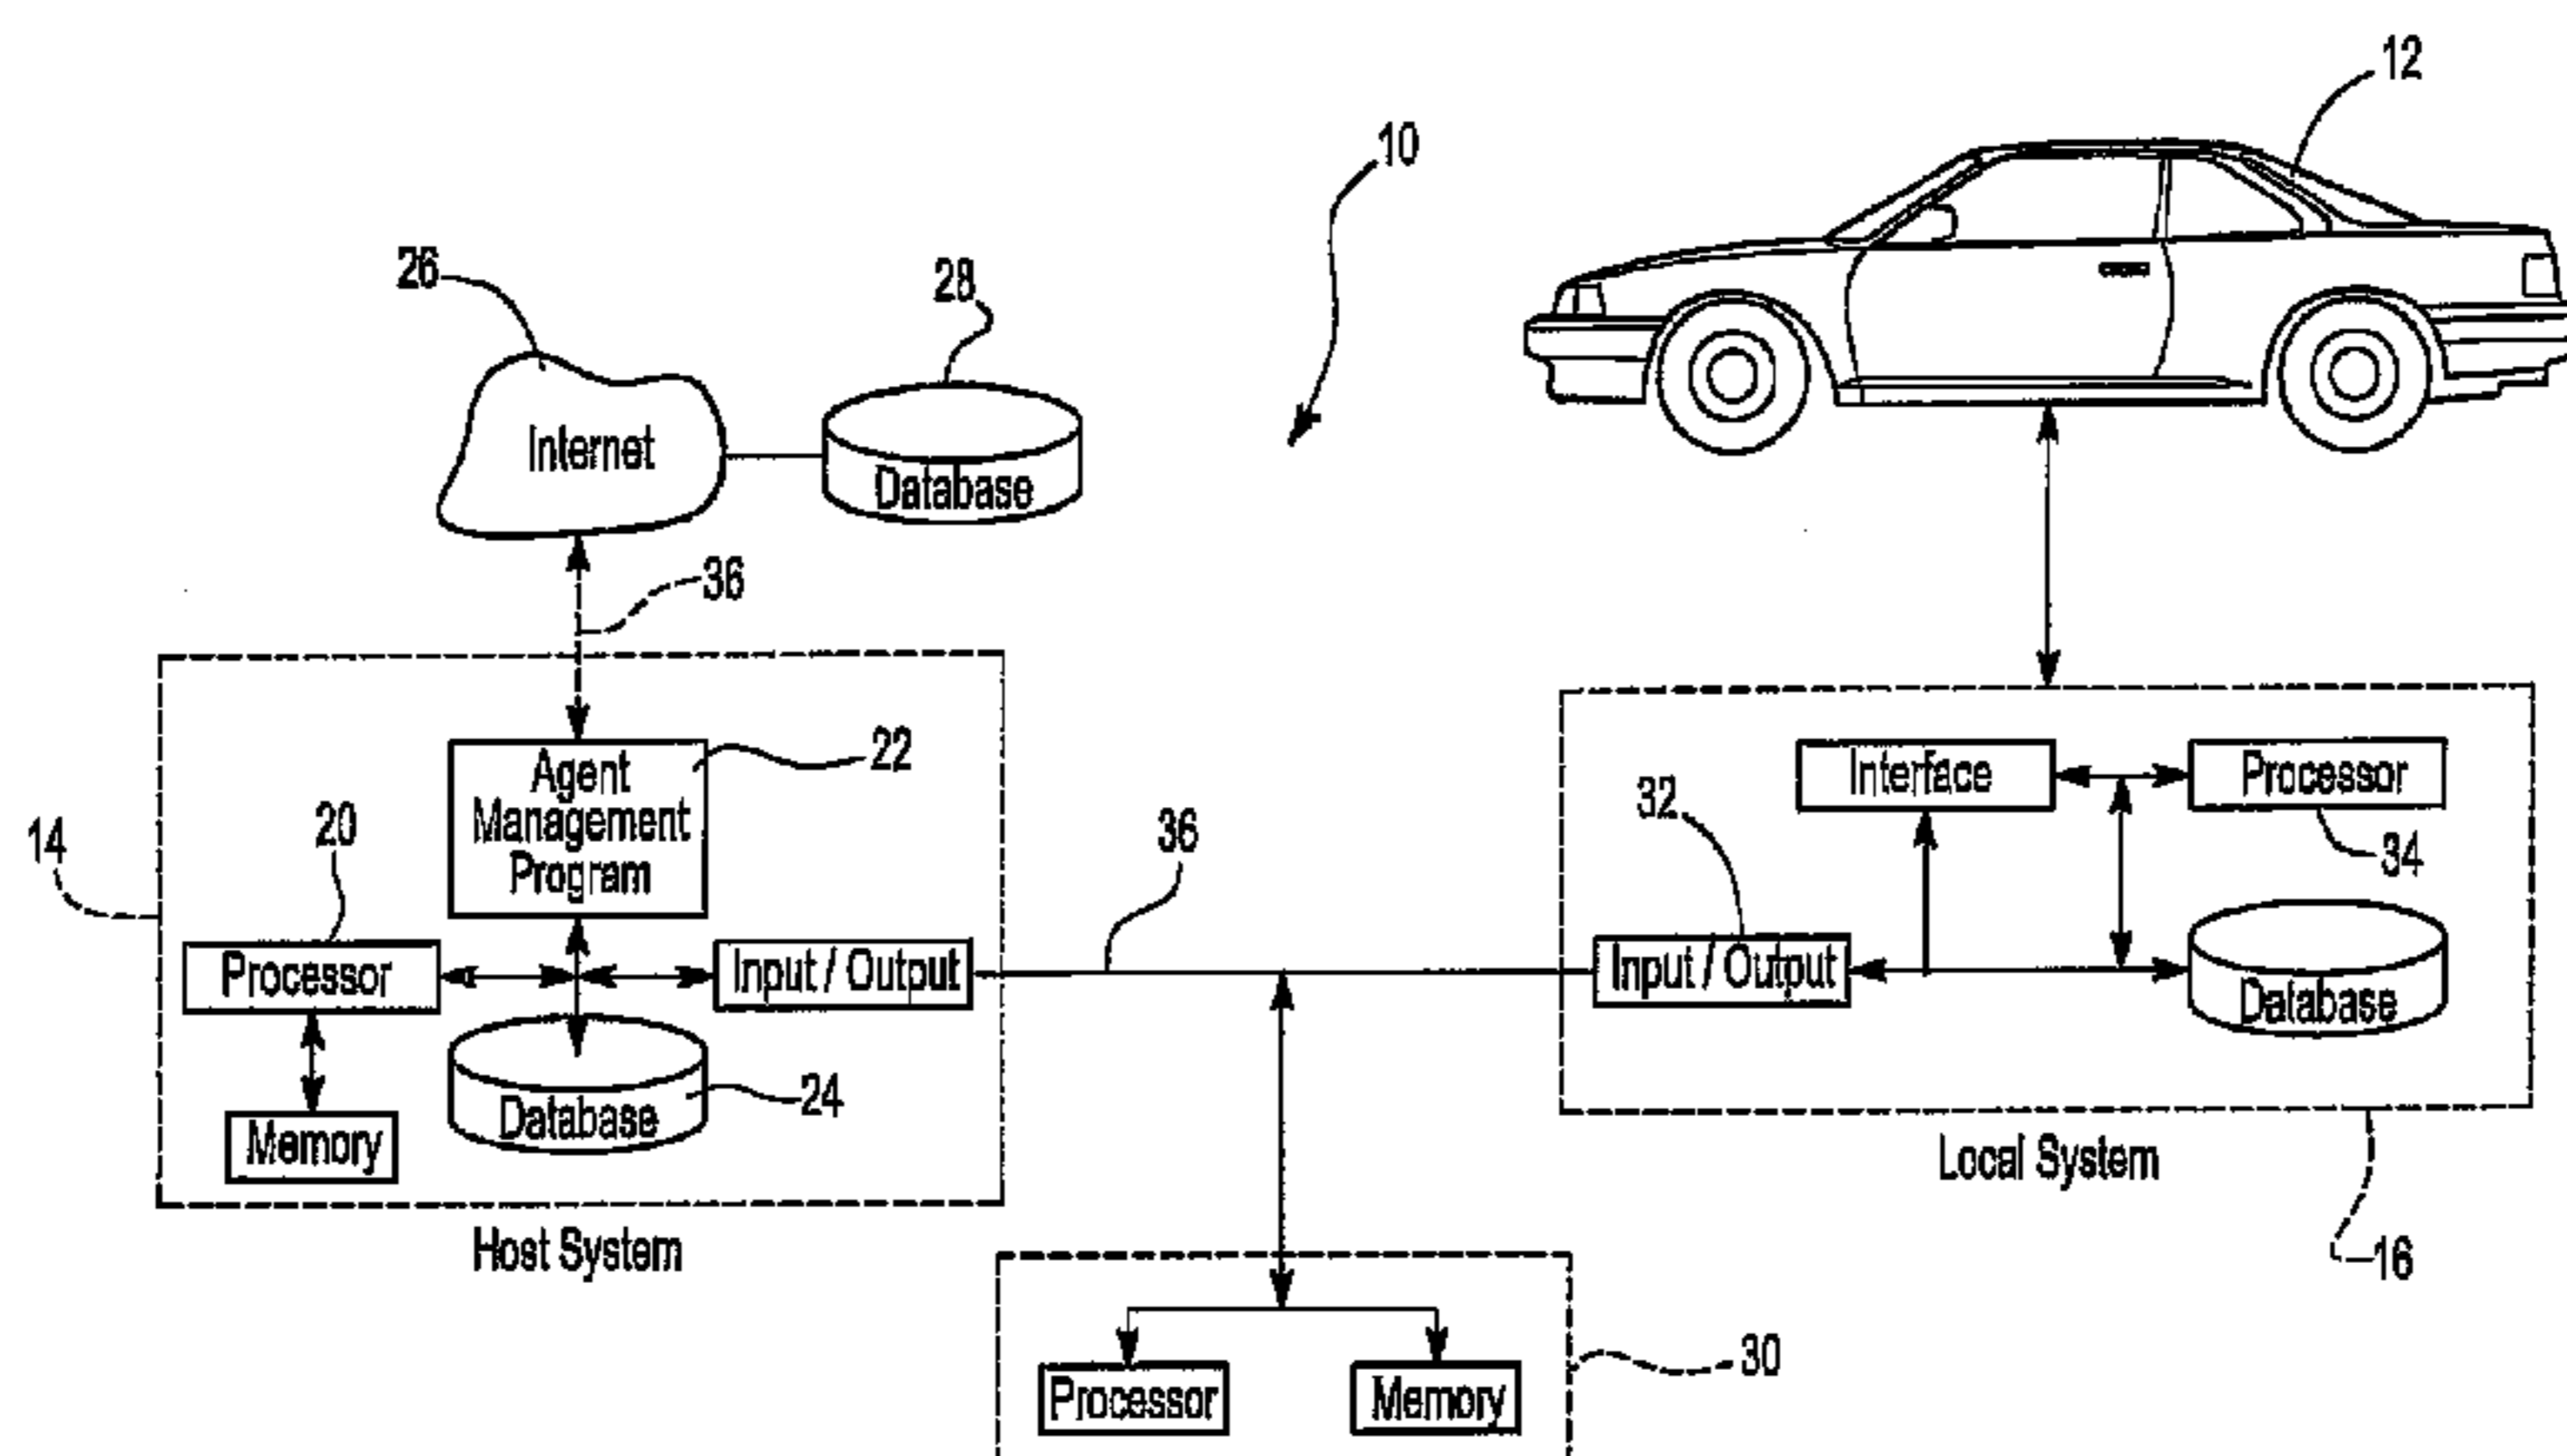 12
10
26
28
Internet
Database
36
Agent
Management
Program
22
14
20
Processor
Input / Output
Memory
Database
24
Host System
36
32
Interface
Processor
34
Input / Output
Database
Local System
16
30
Processor
Memory